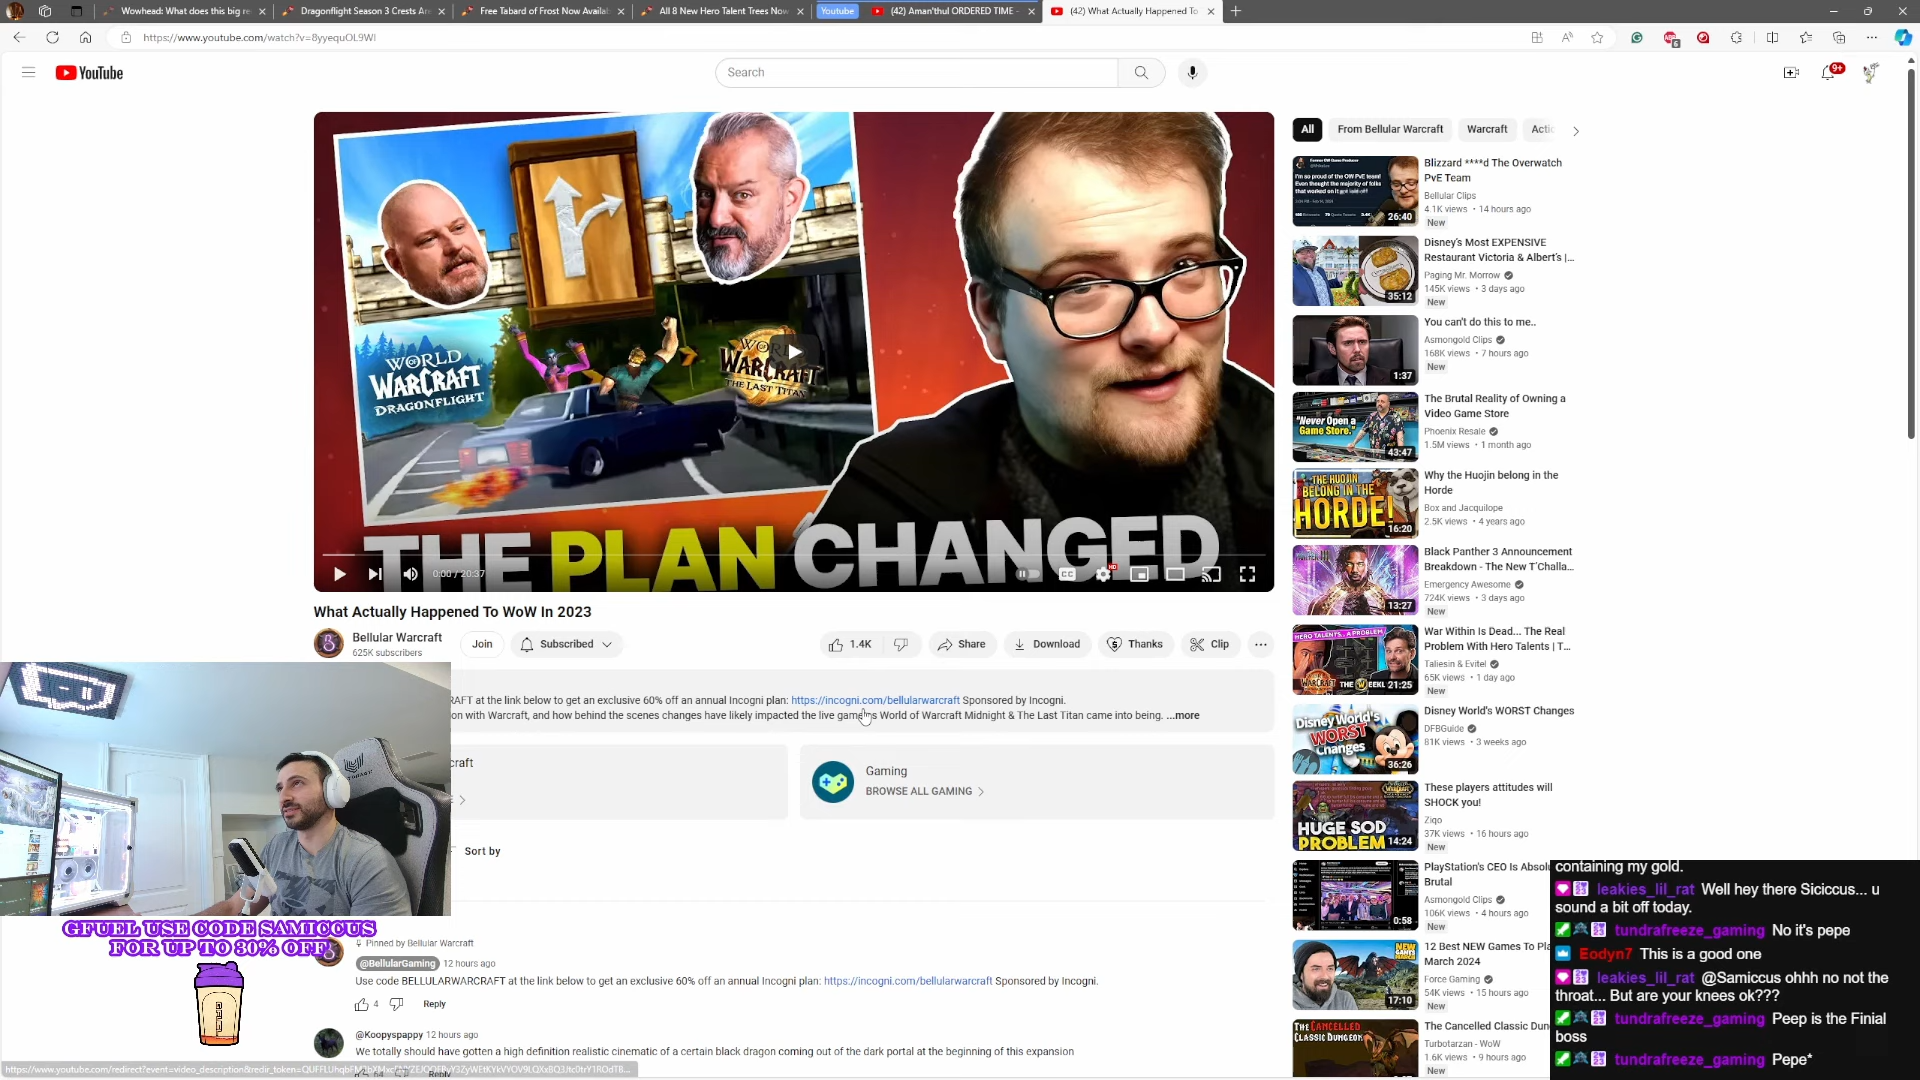 Wowhead: What does this big re
Dragonflight Season 3 Crests Are
Free Tabard of Frost Now Availab
All 8 New Hero Talent Trees Now
Youtube
(42) Aman'thul ORDERED TIME -
(42) What Actually Happened To
https://www.youtube.com/watch?v=8yyequOL9WI
YouTube
Search
9+
All
From Bellular Warcraft
Warcraft
WORLD OF WARCRAFT
DRAGONFLIGHT
WORLD OF WARCRAFT
THE LAST TITAN
THE PLAN CHANGED
0:00 / 20:37
CC
HD
What Actually Happened To WoW In 2023
Bellular Warcraft
625K subscribers
Join
Subscribed
1.4K
Share
Download
Thanks
Clip
RAFT at the link below to get an exclusive 60% off an annual Incogni plan: https://incogni.com/bellularwarcraft Sponsored by Incogni.
on with Warcraft, and how behind the scenes changes have likely impacted the live game as World of Warcraft Midnight & The Last Titan came into being. ...more
craft
Gaming
BROWSE ALL GAMING
Sort by
Pinned by Bellular Warcraft
@BellularGaming 12 hours ago
Use code BELLULARWARCRAFT at the link below to get an exclusive 60% off an annual Incogni plan: https://incogni.com/bellularwarcraft Sponsored by Incogni.
4
Reply
@Koopyspappy 12 hours ago
We totally should have gotten a high definition realistic cinematic of a certain black dragon coming out of the dark portal at the beginning of this expansion
Reply
GFUEL USE CODE SAMICCUS
FOR UP TO 30% OFF!
Blizzard ****d The Overwatch
PvE Team
Bellular Clips
4.1K views • 14 hours ago
New
26:40
Disney's Most EXPENSIVE
Restaurant Victoria & Albert's |...
Paging Mr. Morrow
145K views • 3 days ago
New
35:12
You can't do this to me..
Asmongold Clips
168K views • 7 hours ago
New
1:37
The Brutal Reality of Owning a
Video Game Store
Phoenix Resale
1.5M views • 1 month ago
"Never Open a
Game Store."
43:47
Why the Huojin belong in the
Horde
Box and Jacquilope
2.5K views • 4 years ago
THE HUOJIN
BELONG IN THE
HORDE!
16:20
Black Panther 3 Announcement
Breakdown - The New T'Challa...
Emergency Awesome
724K views • 3 days ago
New
13:27
War Within Is Dead... The Real
Problem With Hero Talents | T...
Taliesin & Evitel
65K views • 1 day ago
New
HERO TALENTS... A PROBLEM
21:25
Disney World's WORST Changes
DFBGuide
81K views • 3 weeks ago
Disney World's
WORST
Changes
36:26
These players attitudes will
SHOCK you!
Ziqo
37K views • 16 hours ago
New
HUGE SOD
PROBLEM
14:24
PlayStation's CEO Is Absolu
Brutal
Asmongold Clips
106K views • 4 hours ago
New
0:58
12 Best NEW Games To Pla
March 2024
Force Gaming
54K views • 15 hours ago
New
NEW
GAMES
MARCH
17:10
The Cancelled Classic Dun
Turbotarzan - WoW
1.6K views • 9 hours ago
New
THE CANCELLED
CLASSIC DUNGEON
containing my gold.
leakies_lil_rat Well hey there Siciccus... u
sound a bit off today.
tundrafreeze_gaming No it's pepe
Eodyn7 This is a good one
leakies_lil_rat @Samiccus ohhh no not the
throat... But are your knees ok???
tundrafreeze_gaming Peep is the Finial
boss
tundrafreeze_gaming Pepe*